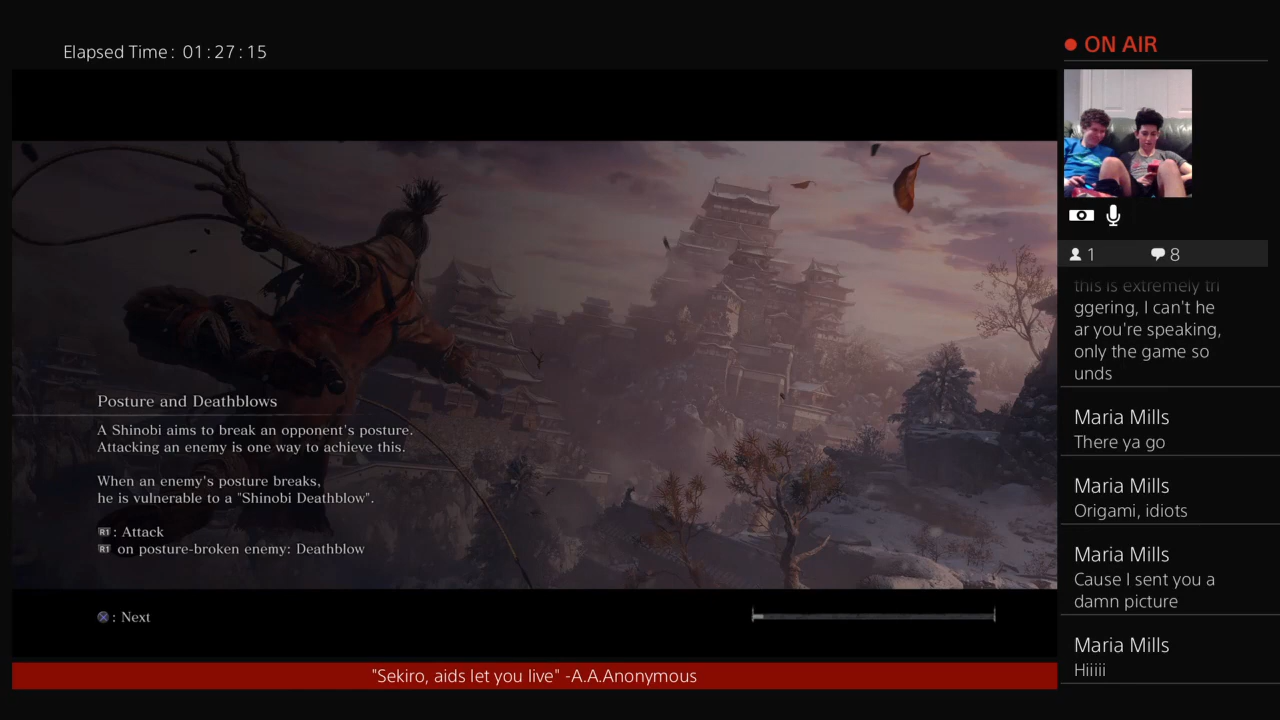 Elapsed Time: 01:27:15
ON AIR
1
8
this is extremely tri
ggering, I can't he
ar you're speaking,
only the game so
unds
Maria Mills
There ya go
Maria Mills
Origami, idiots
Maria Mills
Cause I sent you a
damn picture
Maria Mills
Hiiiii
Posture and Deathblows
A Shinobi aims to break an opponent's posture.
Attacking an enemy is one way to achieve this.
When an enemy's posture breaks,
he is vulnerable to a "Shinobi Deathblow".
R1: Attack
R1 on posture-broken enemy: Deathblow
: Next
"Sekiro, aids let you live" -A.A.Anonymous